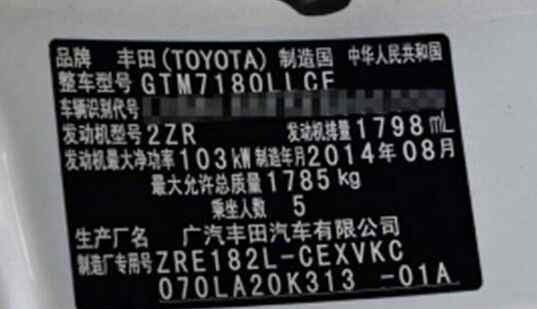 品牌 丰田(TOYOTA) 制造国 中华人民共和国
整车型号 GTM7180LLCE
车辆识别代号
发动机型号 2ZR 发动机排量 1798 mL
发动机最大净功率 103 kW 制造年月 2014年08月
最大允许总质量 1785 kg
乘坐人数 5
生产厂名 广汽丰田汽车有限公司
制造厂专用号 ZRE182L-CEXVKC
070LA20K313 -01A